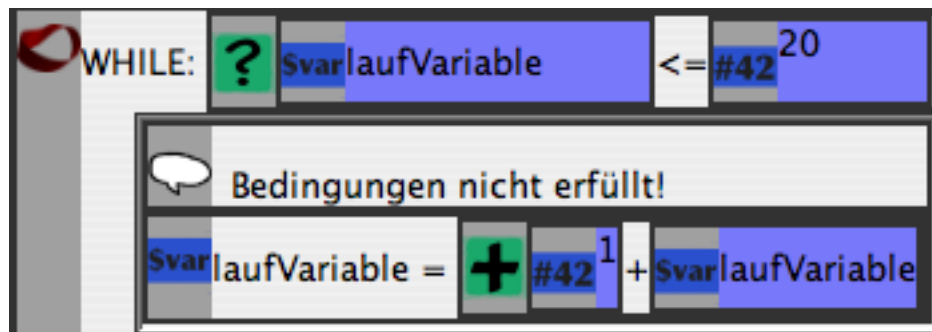 WHILE: ? $var laufVariable <= #42 20
Bedingungen nicht erfüllt!
$var laufVariable = + #42 1 + $var laufVariable